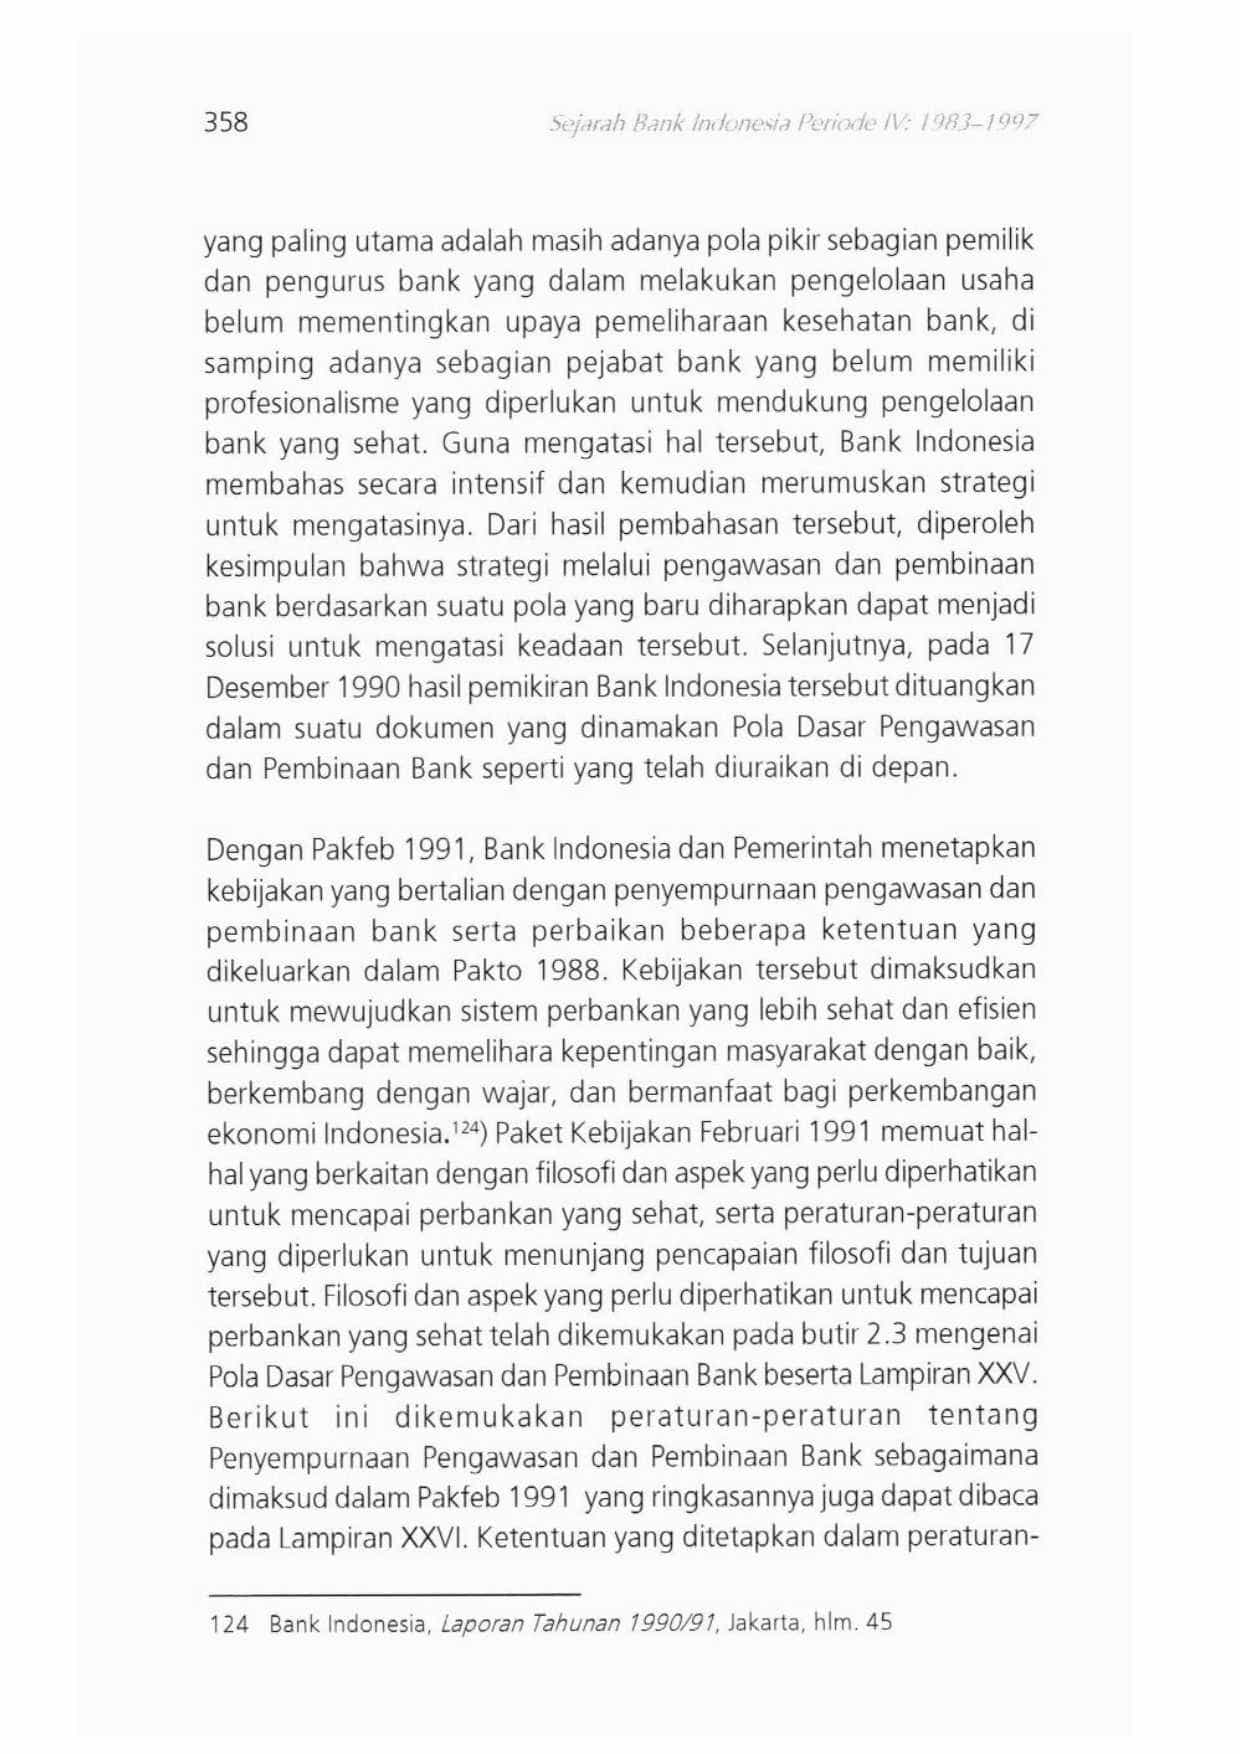 358
Sejarah Bank Indonesia Periode IV: 1983–1997
yang paling utama adalah masih adanya pola pikir sebagian pemilik
dan pengurus bank yang dalam melakukan pengelolaan usaha
belum mementingkan upaya pemeliharaan kesehatan bank, di
samping adanya sebagian pejabat bank yang belum memiliki
profesionalisme yang diperlukan untuk mendukung pengelolaan
bank yang sehat. Guna mengatasi hal tersebut, Bank Indonesia
membahas secara intensif dan kemudian merumuskan strategi
untuk mengatasinya. Dari hasil pembahasan tersebut, diperoleh
kesimpulan bahwa strategi melalui pengawasan dan pembinaan
bank berdasarkan suatu pola yang baru diharapkan dapat menjadi
solusi untuk mengatasi keadaan tersebut. Selanjutnya, pada 17
Desember 1990 hasil pemikiran Bank Indonesia tersebut dituangkan
dalam suatu dokumen yang dinamakan Pola Dasar Pengawasan
dan Pembinaan Bank seperti yang telah diuraikan di depan.
Dengan Pakfeb 1991, Bank Indonesia dan Pemerintah menetapkan
kebijakan yang bertalian dengan penyempurnaan pengawasan dan
pembinaan bank serta perbaikan beberapa ketentuan yang
dikeluarkan dalam Pakto 1988. Kebijakan tersebut dimaksudkan
untuk mewujudkan sistem perbankan yang lebih sehat dan efisien
sehingga dapat memelihara kepentingan masyarakat dengan baik,
berkembang dengan wajar, dan bermanfaat bagi perkembangan
ekonomi Indonesia.¹²⁴) Paket Kebijakan Februari 1991 memuat hal-
hal yang berkaitan dengan filosofi dan aspek yang perlu diperhatikan
untuk mencapai perbankan yang sehat, serta peraturan-peraturan
yang diperlukan untuk menunjang pencapaian filosofi dan tujuan
tersebut. Filosofi dan aspek yang perlu diperhatikan untuk mencapai
perbankan yang sehat telah dikemukakan pada butir 2.3 mengenai
Pola Dasar Pengawasan dan Pembinaan Bank beserta Lampiran XXV.
Berikut ini dikemukakan peraturan-peraturan tentang
Penyempurnaan Pengawasan dan Pembinaan Bank sebagaimana
dimaksud dalam Pakfeb 1991 yang ringkasannya juga dapat dibaca
pada Lampiran XXVI. Ketentuan yang ditetapkan dalam peraturan-
124 Bank Indonesia, Laporan Tahunan 1990/91, Jakarta, hlm. 45